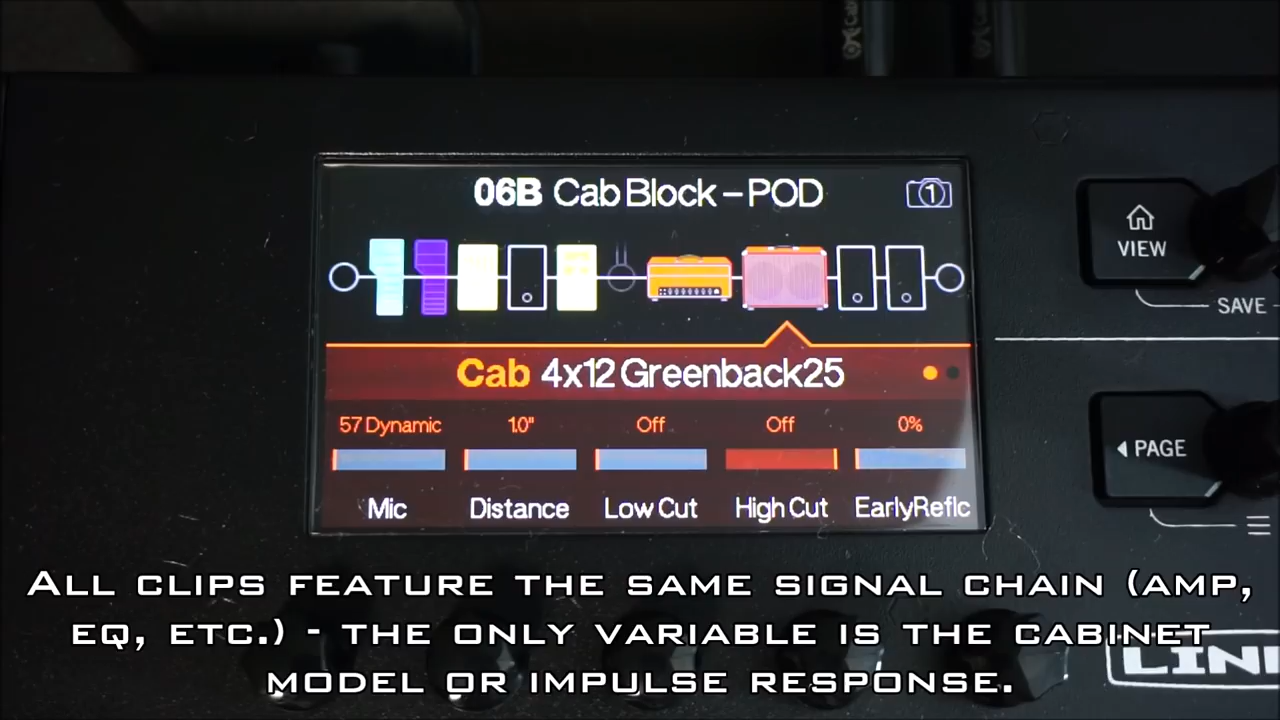 Cab
06B Cab Block – POD
1
VIEW
SAVE
Cab 4x12 Greenback25
57 Dynamic 1.0" Off Off 0%
PAGE
Mic Distance Low Cut High Cut EarlyReflc
ALL CLIPS FEATURE THE SAME SIGNAL CHAIN (AMP,
EQ, ETC.) - THE ONLY VARIABLE IS THE CABINET
MODEL OR IMPULSE RESPONSE.